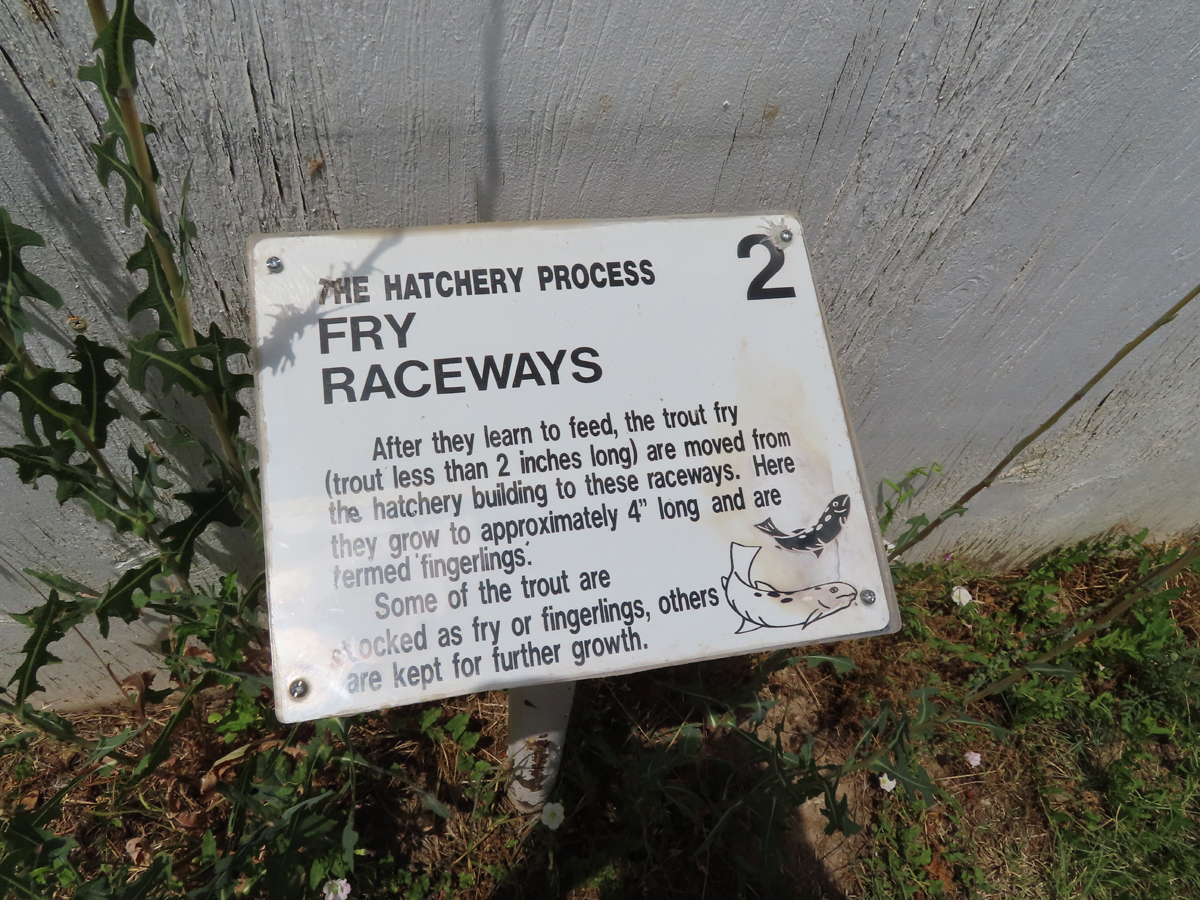 THE HATCHERY PROCESS
2
FRY
RACEWAYS
After they learn to feed, the trout fry
(trout less than 2 inches long) are moved from
the hatchery building to these raceways. Here
they grow to approximately 4" long and are
termed 'fingerlings'.
Some of the trout are
stocked as fry or fingerlings, others
are kept for further growth.